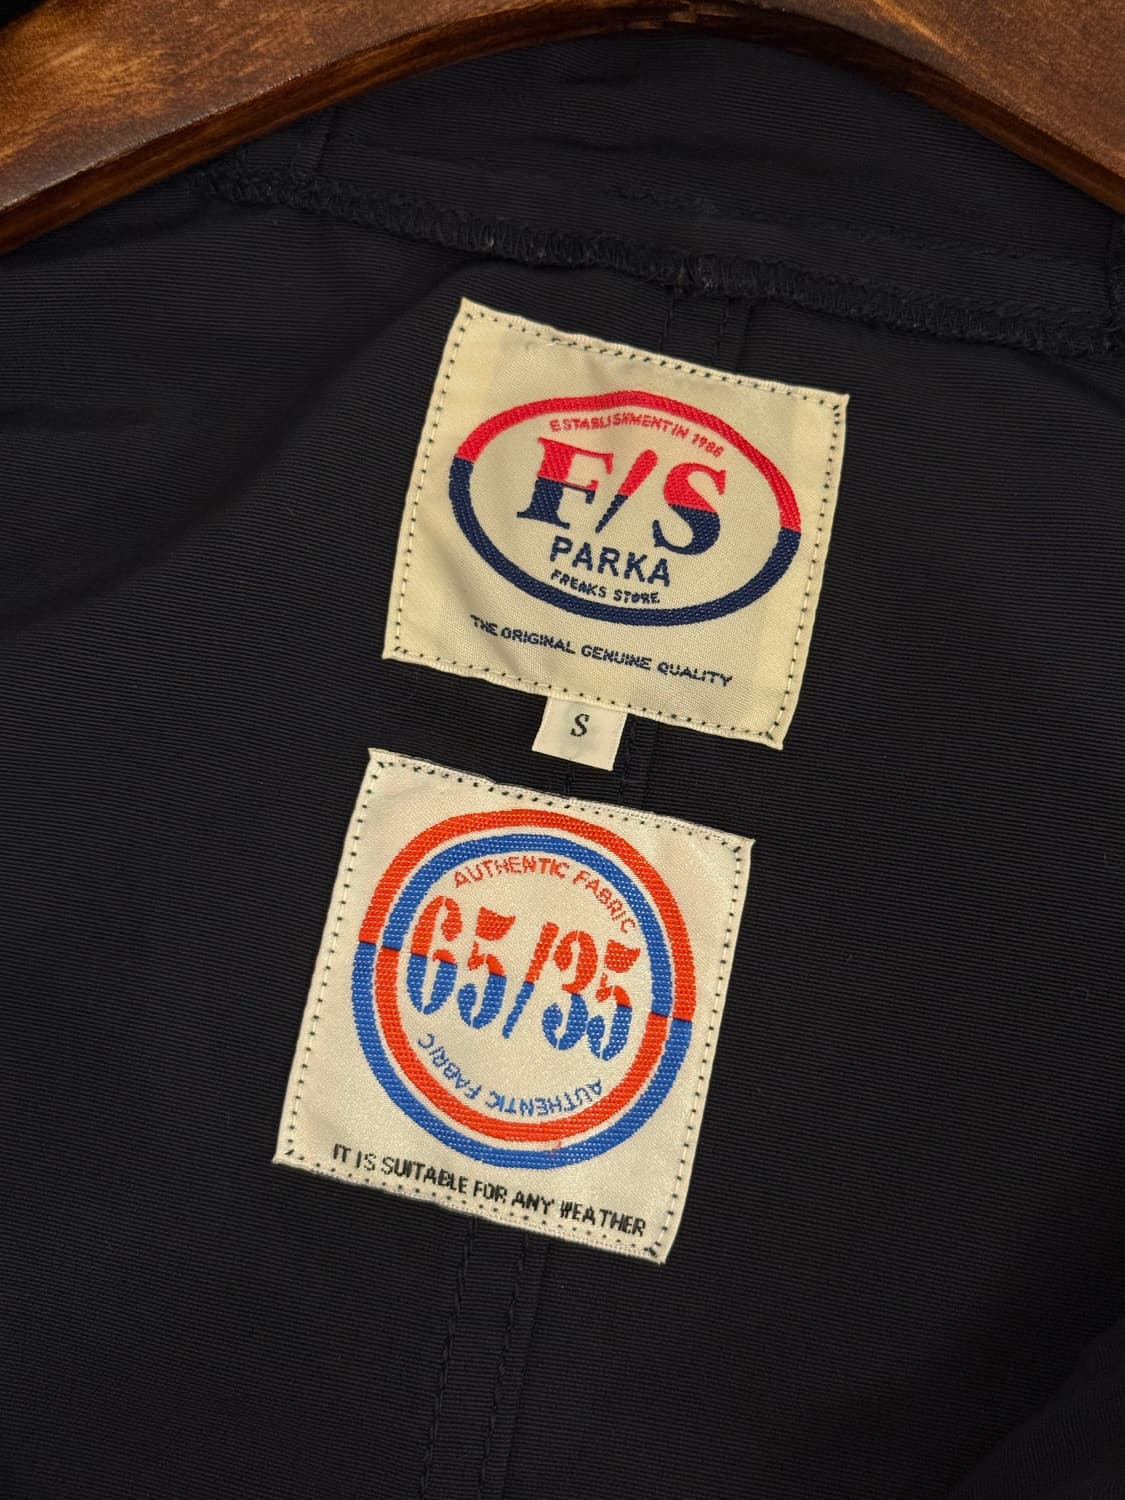 ESTABLISHMENT IN 1986
F/S
PARKA
FREAKS STORE
THE ORIGINAL GENUINE QUALITY
S
AUTHENTIC FABRIC
65/35
AUTHENTIC FABRIC
IT IS SUITABLE FOR ANY WEATHER